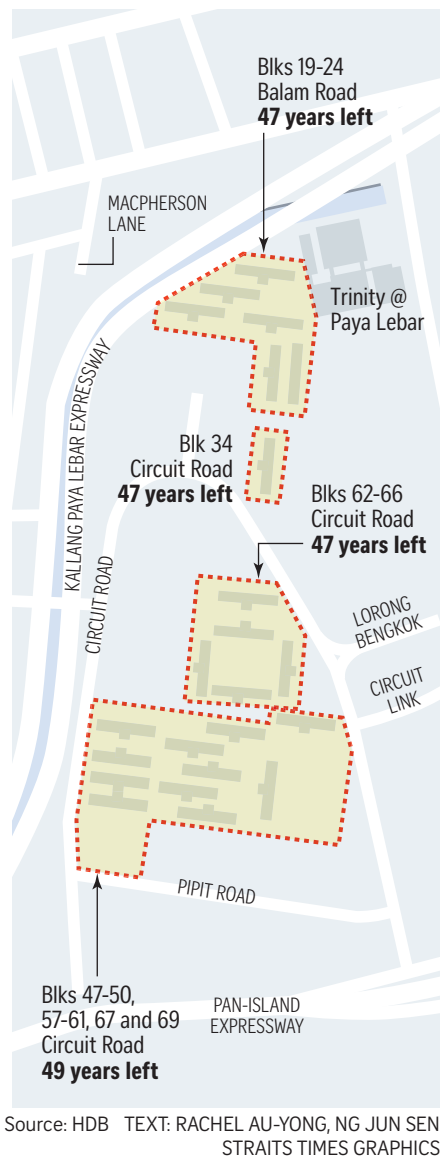 Blks 19-24
Balam Road
47 years left
MACPHERSON
LANE
Trinity @
Paya Lebar
KALLANG PAYA LEBAR EXPRESSWAY
Blk 34
Circuit Road
47 years left
Blks 62-66
Circuit Road
47 years left
CIRCUIT ROAD
LORONG
BENGKOK
CIRCUIT
LINK
PIPIT ROAD
Blks 47-50,
57-61, 67 and 69
Circuit Road
49 years left
PAN-ISLAND
EXPRESSWAY
Source: HDB TEXT: RACHEL AU-YONG, NG JUN SEN
STRAITS TIMES GRAPHICS